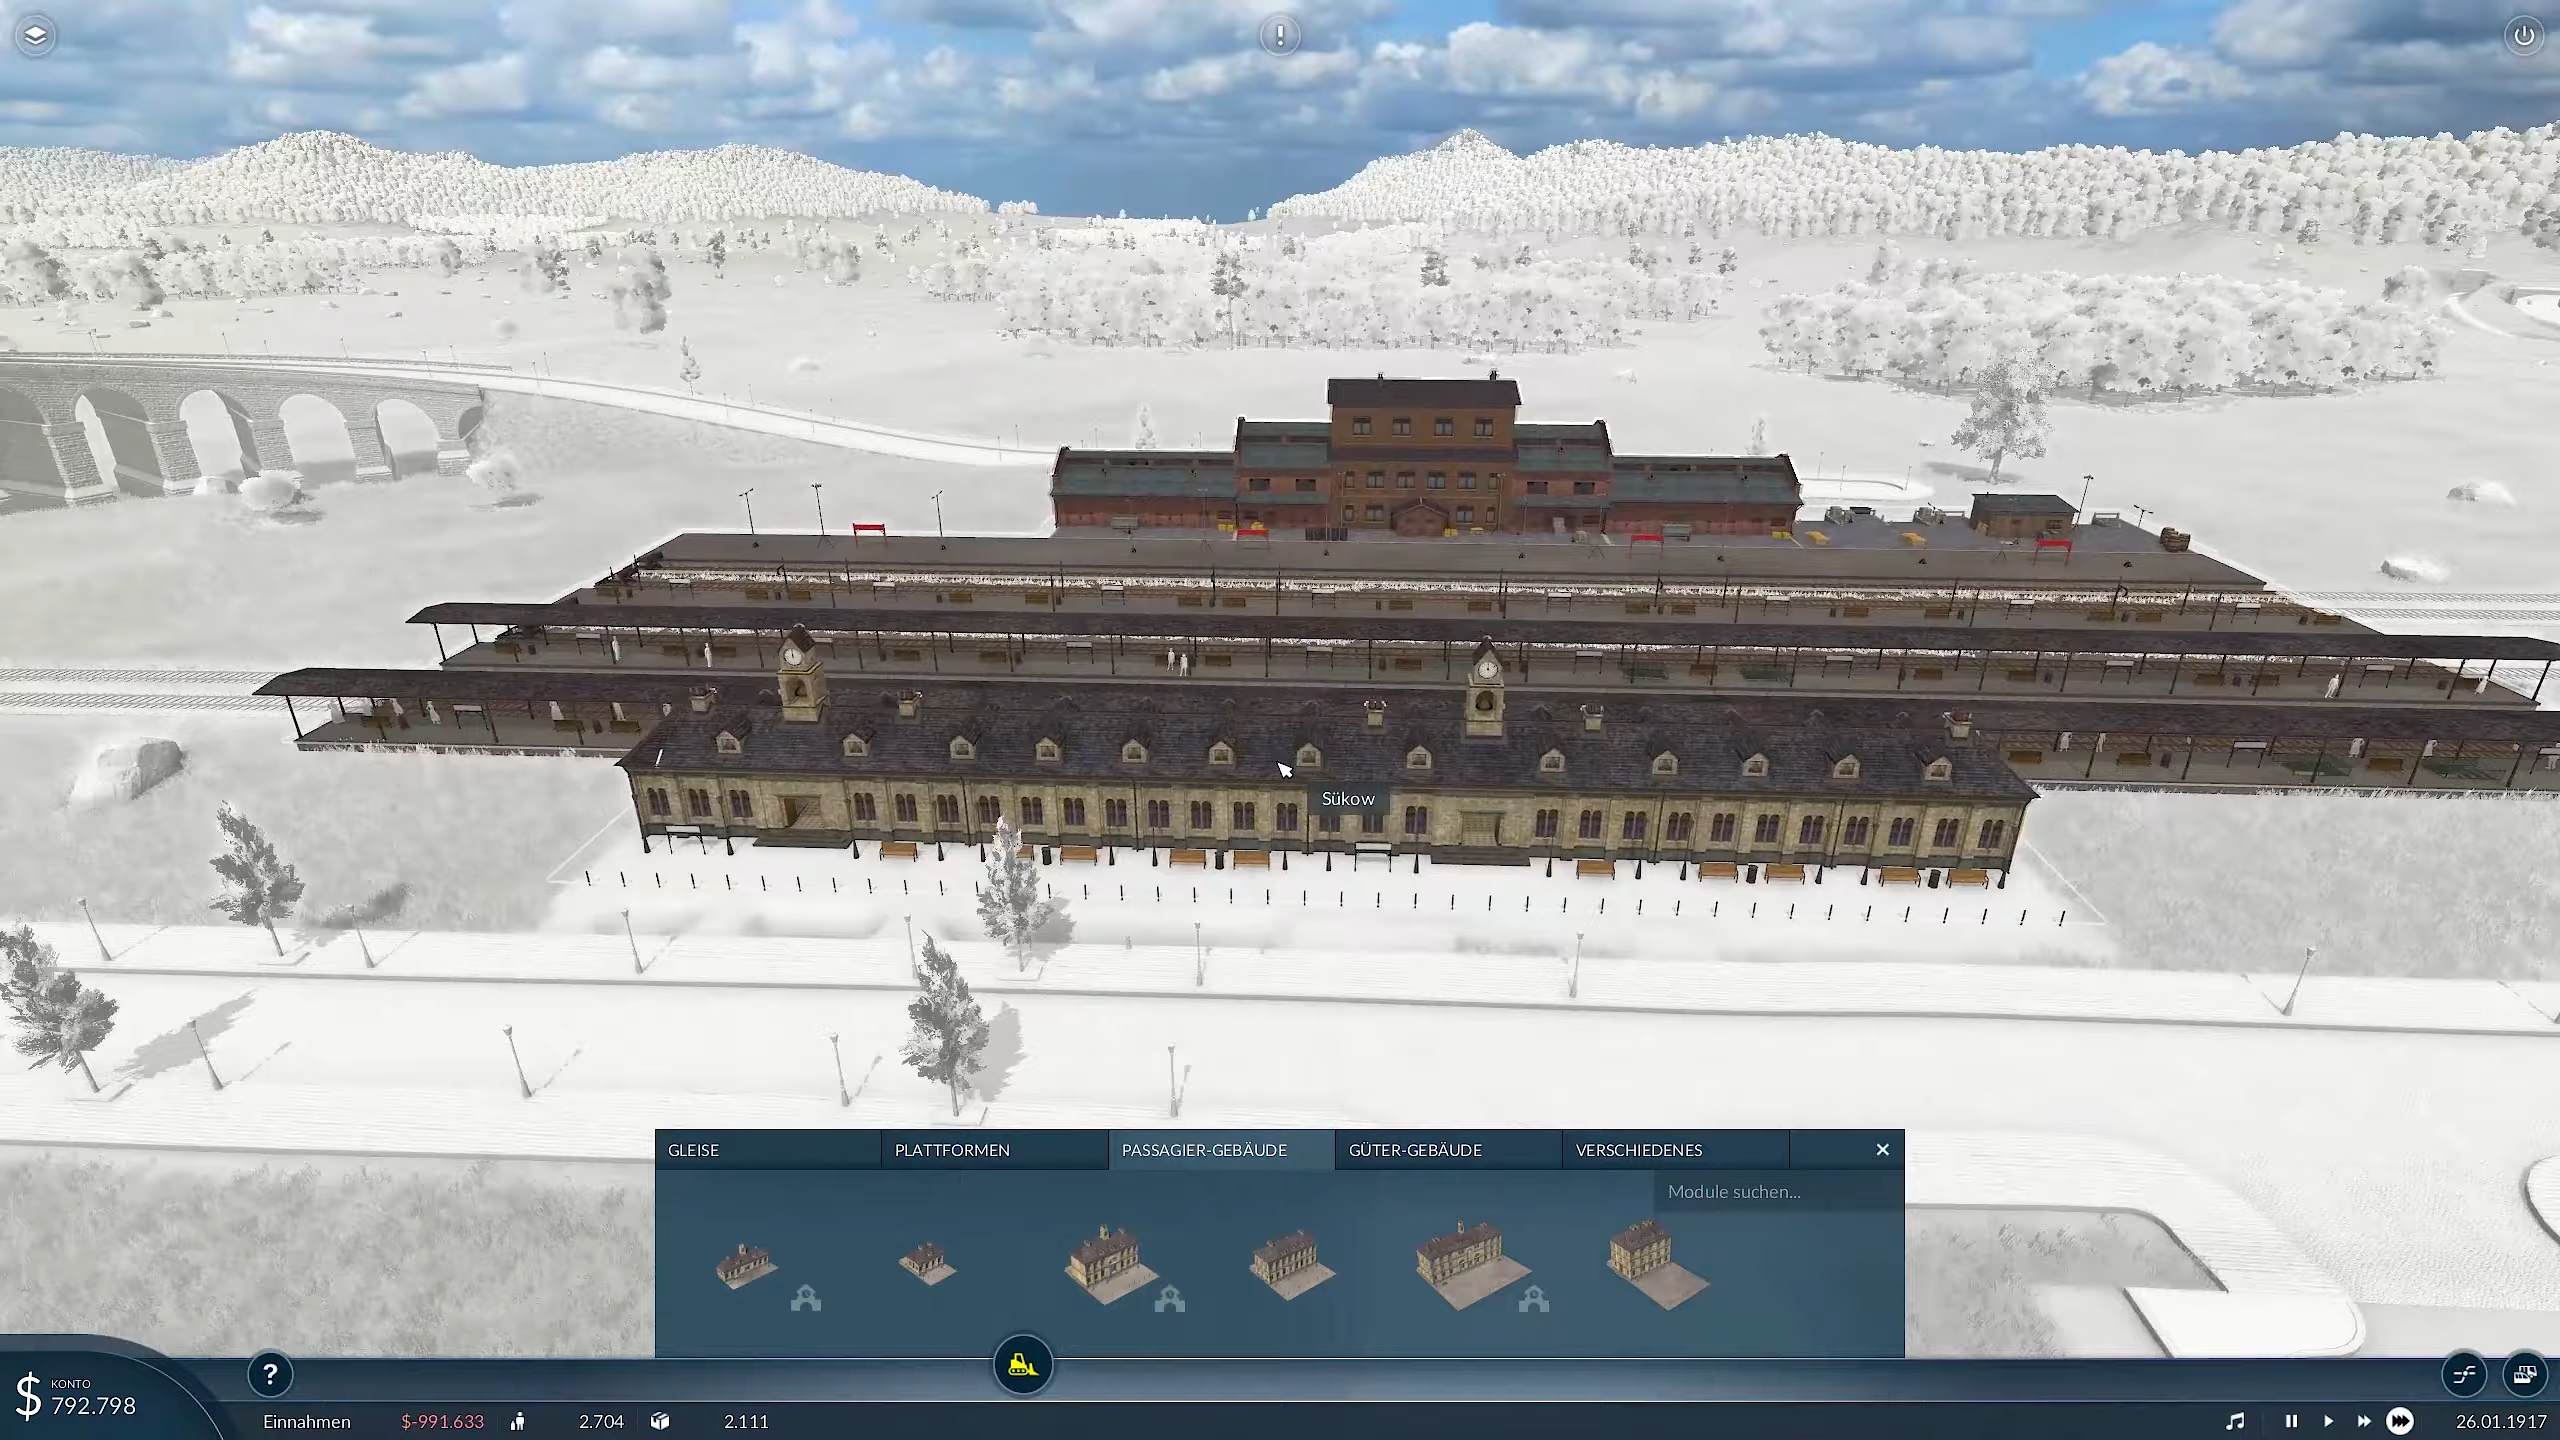 Sükow
GLEISE
PLATTFORMEN
PASSAGIER-GEBÄUDE
GÜTER-GEBÄUDE
VERSCHIEDENES
Module suchen...
KONTO
$ 792.798
Einnahmen $-991.633 2.704 2.111
26.01.1917